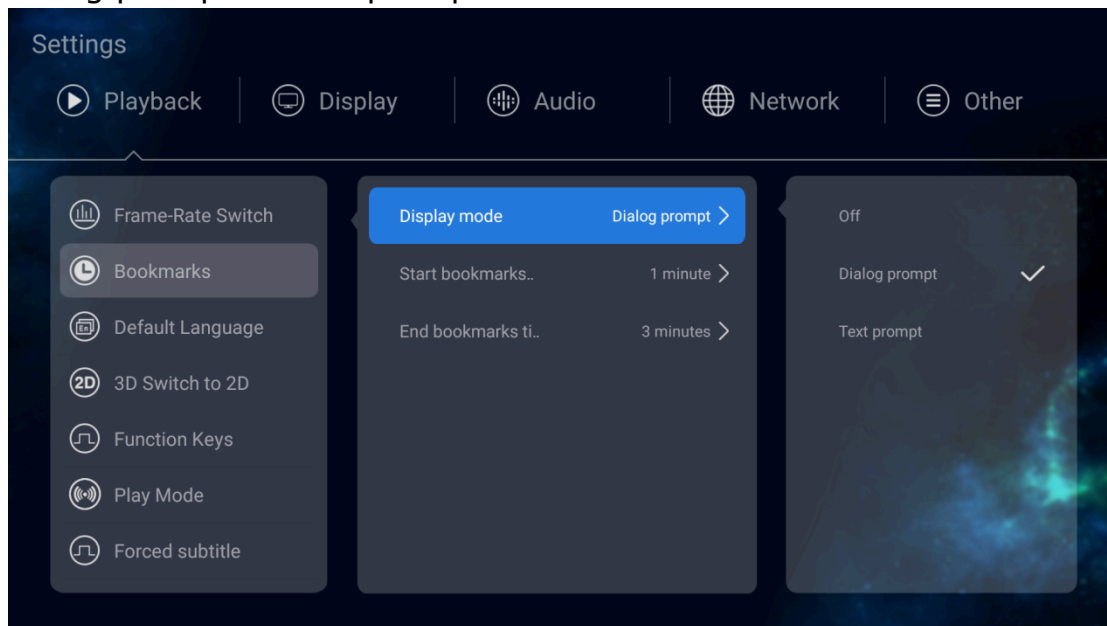 Settings
Playback
Display
Audio
Network
Other
Frame-Rate Switch
Bookmarks
Default Language
3D Switch to 2D
Function Keys
Play Mode
Forced subtitle
Display mode Dialog prompt
Start bookmarks.. 1 minute
End bookmarks ti.. 3 minutes
Off
Dialog prompt
Text prompt
En
2D